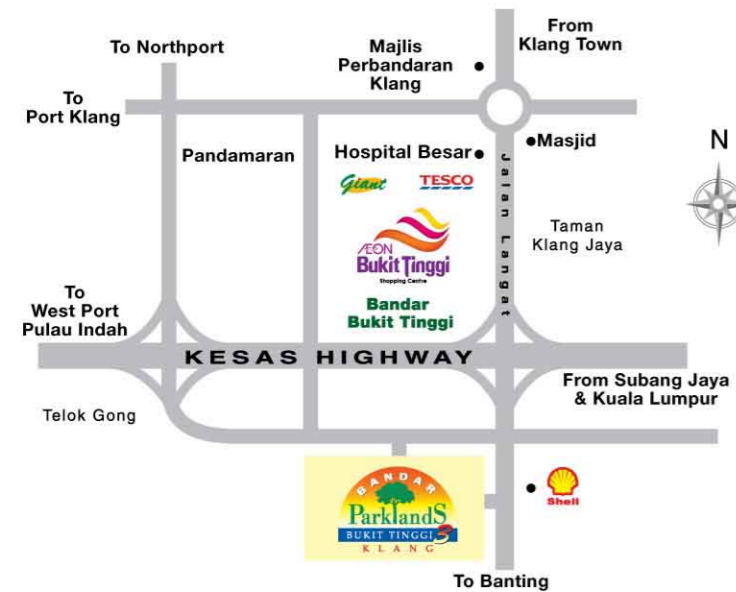 From
Klang Town
To Northport
Majlis
Perbandaran
Klang
To
Port Klang
Masjid
N
Pandamaran
Hospital Besar
Giant
TESCO
Jalan Langat
Taman
Klang Jaya
ÆON
Bukit Tinggi
Shopping Centre
Bandar
Bukit Tinggi
To
West Port
Pulau Indah
KESAS HIGHWAY
From Subang Jaya
& Kuala Lumpur
Telok Gong
BANDAR
ParklandS
BUKIT TINGGI 3
KLANG
Shell
To Banting